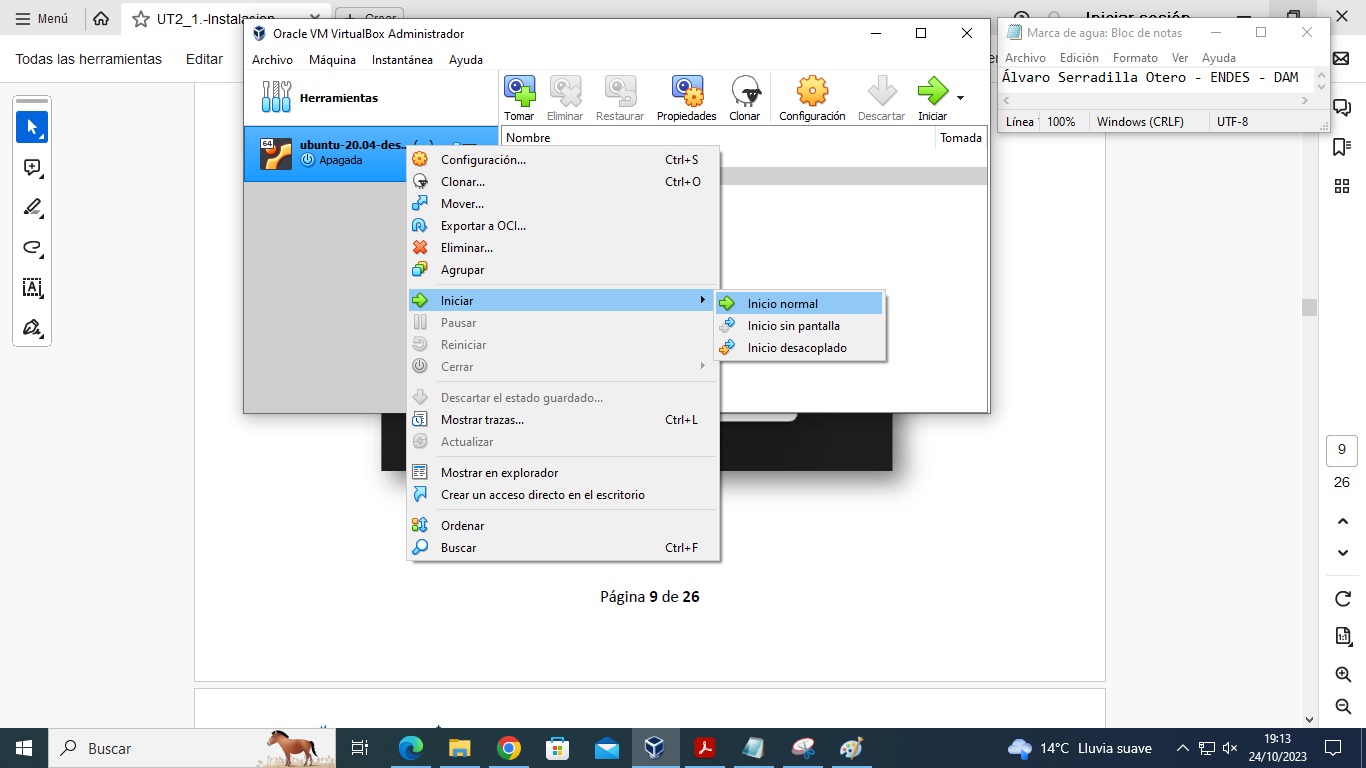 Menú
UT2_1.-Instalacion
Crear
Iniciar sesión
Todas las herramientas
Editar
Oracle VM VirtualBox Administrador
Archivo Máquina Instantánea Ayuda
Herramientas
Tomar Eliminar Restaurar Propiedades Clonar Configuración Descartar Iniciar
64
ubuntu-20.04-des...
Apagada
Nombre Tomada
Configuración... Ctrl+S
Clonar... Ctrl+O
Mover...
Exportar a OCI...
Eliminar...
Agrupar
Iniciar
Pausar
Reiniciar
Cerrar
Descartar el estado guardado...
Mostrar trazas... Ctrl+L
Actualizar
Mostrar en explorador
Crear un acceso directo en el escritorio
Ordenar
Buscar Ctrl+F
Inicio normal
Inicio sin pantalla
Inicio desacoplado
Marca de agua: Bloc de notas
Archivo Edición Formato Ver Ayuda
Álvaro Serradilla Otero - ENDES - DAM
Línea 100% Windows (CRLF) UTF-8
9
26
1:1
Página 9 de 26
Buscar
14°C Lluvia suave
19:13
24/10/2023